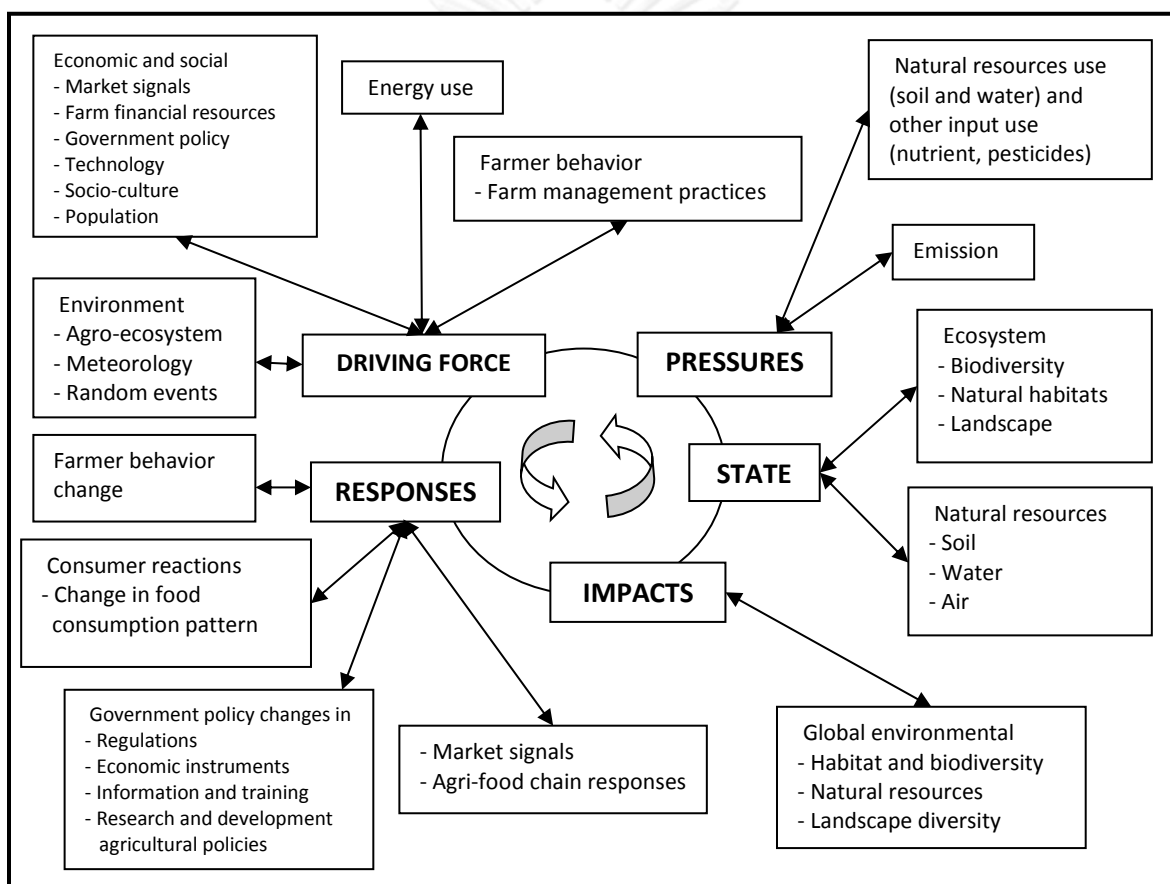 Economic and social
- Market signals
- Farm financial resources
- Government policy
- Technology
- Socio-culture
- Population
Energy use
Farmer behavior
- Farm management practices
Natural resources use
(soil and water) and
other input use
(nutrient, pesticides)
Emission
Environment
- Agro-ecosystem
- Meteorology
- Random events
DRIVING FORCE
PRESSURES
Ecosystem
- Biodiversity
- Natural habitats
- Landscape
Farmer behavior
change
RESPONSES
STATE
Natural resources
- Soil
- Water
- Air
Consumer reactions
- Change in food
consumption pattern
IMPACTS
Government policy changes in
- Regulations
- Economic instruments
- Information and training
- Research and development
agricultural policies
- Market signals
- Agri-food chain responses
Global environmental
- Habitat and biodiversity
- Natural resources
- Landscape diversity